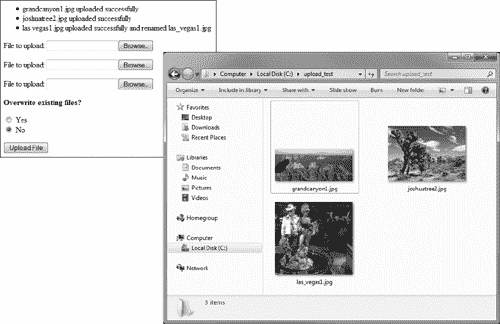 grandcanyon1.jpg uploaded successfully
joshuatree2.jpg uploaded successfully
las vegas1.jpg uploaded successfully and renamed las_vegas1.jpg
File to upload: Browse..
File to upload: Browse..
File to upload: Browse..
Overwrite existing files?
Yes
No
Upload File
Computer Local Disk (C:) upload_test
Search upload_test
Organize Include in library Share with Slide show Burn New folder
Favorites
Desktop
Downloads
Recent Places
Libraries
Documents
Music
Pictures
Videos
Homegroup
Computer
Local Disk (C:)
Network
grandcanyon1.jpg
joshuatree2.jpg
las_vegas1.jpg
3 items